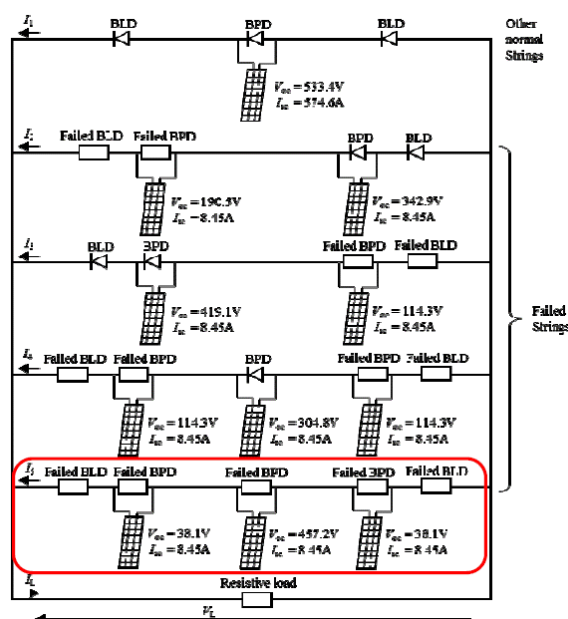 I₁
BLD
BPD
BLD
Other
normal
Strings
Voc = 533.4V
Isc = 574.6A
I₂
Failed BLD
Failed BPD
BPD
BLD
Voc = 190.5V
Isc = 8.45A
Voc = 342.9V
Isc = 8.45A
I₃
BLD
BPD
Failed BPD
Failed BLD
Voc = 419.1V
Isc = 8.45A
Voc = 114.3V
Isc = 8.45A
Failed
Strings
I₄
Failed BLD
Failed BPD
BPD
Failed BPD
Failed BLD
Voc = 114.3V
Isc = 8.45A
Voc = 304.8V
Isc = 8.45A
Voc = 114.3V
Isc = 8.45A
I₅
Failed BLD
Failed BPD
Failed BPD
Failed BPD
Failed BLD
Voc = 38.1V
Isc = 8.45A
Voc = 457.2V
Isc = 8.45A
Voc = 38.1V
Isc = 8.45A
IL
Resistive load
VL